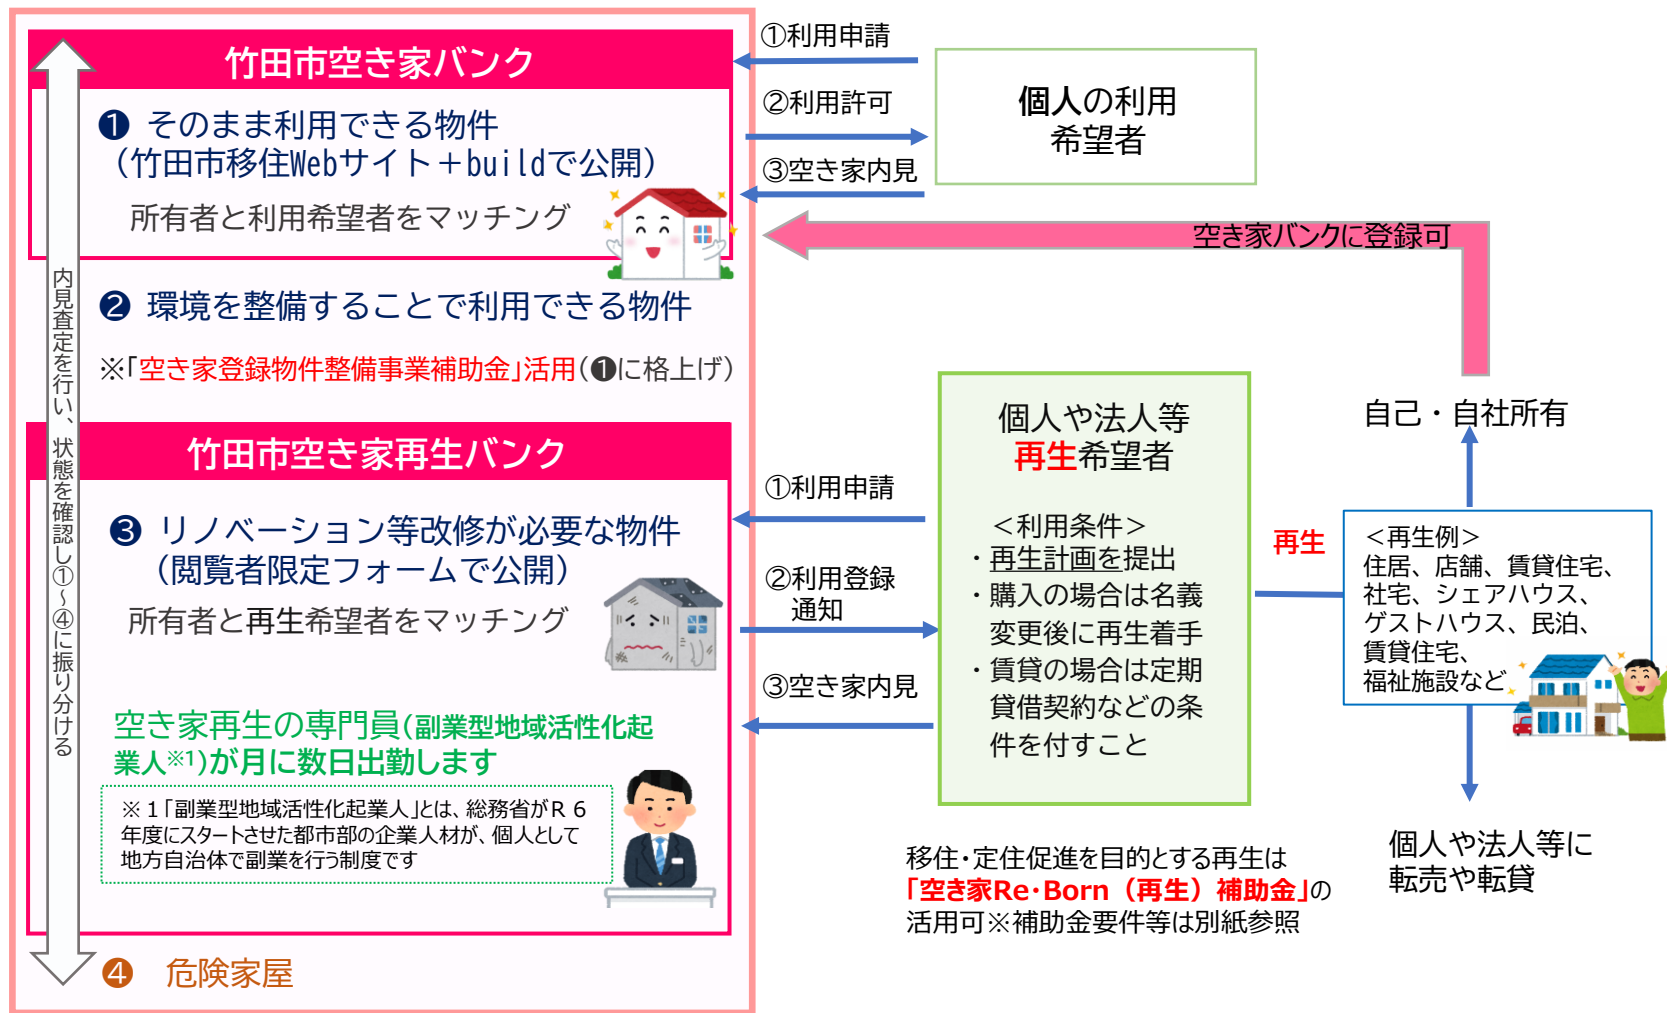 竹田市空き家バンク
❶ そのまま利用できる物件
(竹田市移住Webサイト＋buildで公開)
所有者と利用希望者をマッチング
❷ 環境を整備することで利用できる物件
※「空き家登録物件整備事業補助金」活用(❶に格上げ)
内見査定を行い、状態を確認し①~④に振り分ける
竹田市空き家再生バンク
❸ リノベーション等改修が必要な物件
(閲覧者限定フォームで公開)
所有者と再生希望者をマッチング
空き家再生の専門員(副業型地域活性化起
業人※1)が月に数日出勤します
※１「副業型地域活性化起業人」とは、総務省がＲ６
年度にスタートさせた都市部の企業人材が、個人として
地方自治体で副業を行う制度です
❹ 危険家屋
①利用申請
②利用許可
③空き家内見
個人の利用
希望者
空き家バンクに登録可
①利用申請
②利用登録
通知
③空き家内見
個人や法人等
再生希望者
＜利用条件＞
・再生計画を提出
・購入の場合は名義
変更後に再生着手
・賃貸の場合は定期
貸借契約などの条
件を付すこと
移住・定住促進を目的とする再生は
「空き家Re・Born（再生）補助金」の
活用可※補助金要件等は別紙参照
再生
自己・自社所有
＜再生例＞
住居、店舗、賃貸住宅、
社宅、シェアハウス、
ゲストハウス、民泊、
賃貸住宅、
福祉施設など
個人や法人等に
転売や転貸